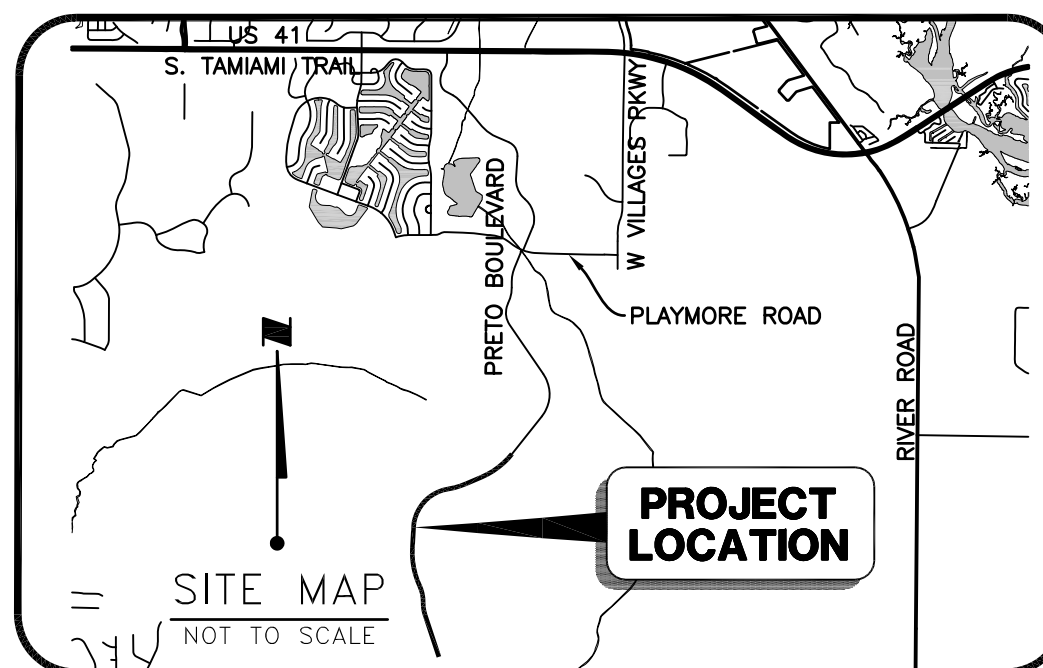 US 41
S. TAMIAMI TRAIL
W VILLAGES PKWY
PRETO BOULEVARD
PLAYMORE ROAD
RIVER ROAD
N
PROJECT
LOCATION
SITE MAP
NOT TO SCALE